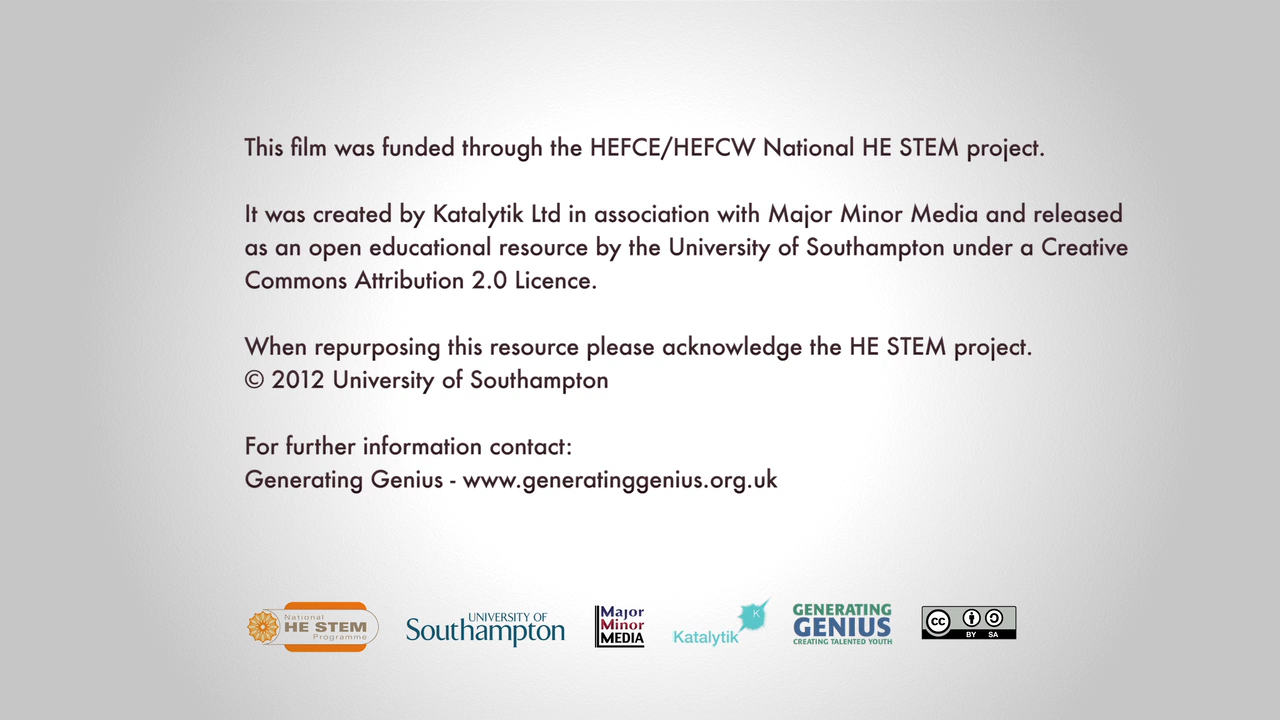 This film was funded through the HEFCE/HEFCW National HE STEM project.
It was created by Katalytik Ltd in association with Major Minor Media and released
as an open educational resource by the University of Southampton under a Creative
Commons Attribution 2.0 Licence.
When repurposing this resource please acknowledge the HE STEM project.
© 2012 University of Southampton
For further information contact:
Generating Genius - www.generatinggenius.org.uk
National
HE STEM
Programme
UNIVERSITY OF
Southampton
Major
Minor
MEDIA
K
Katalytik
GENERATING
GENIUS
CREATING TALENTED YOUTH
cc
BY SA